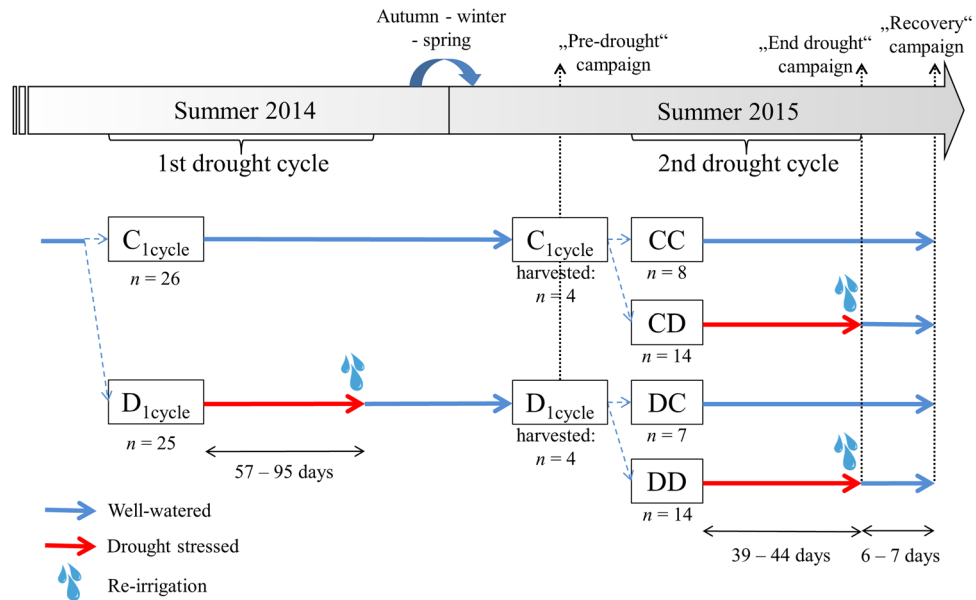 Autumn - winter
- spring
„Pre-drought“
campaign
„End drought“
campaign
„Recovery“
campaign
Summer 2014
Summer 2015
1st drought cycle
2nd drought cycle
C1cycle
n = 26
C1cycle
harvested:
n = 4
CC
n = 8
CD
n = 14
D1cycle
n = 25
D1cycle
harvested:
n = 4
DC
n = 7
DD
n = 14
57 – 95 days
39 – 44 days
6 – 7 days
Well-watered
Drought stressed
Re-irrigation